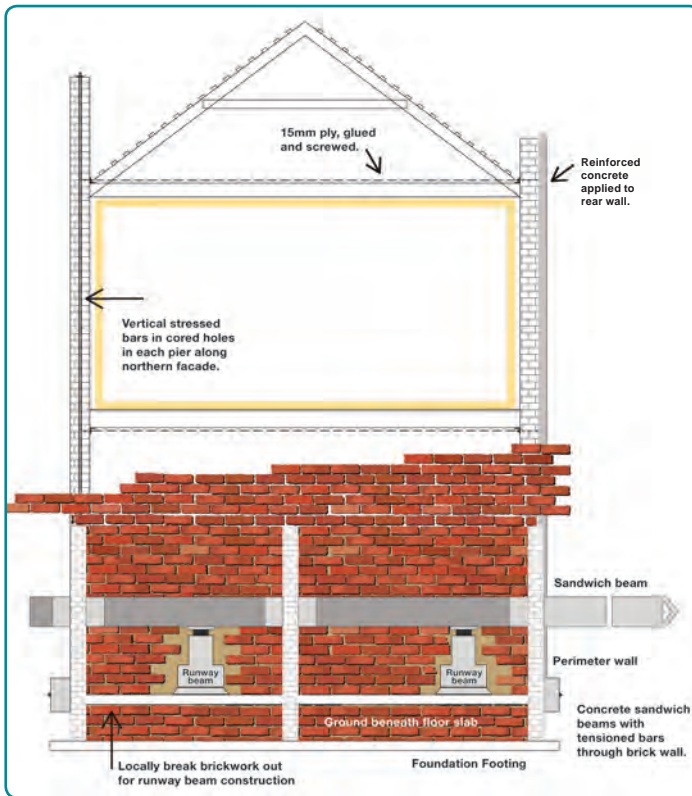 15mm ply, glued
and screwed.
Reinforced
concrete
applied to
rear wall.
Vertical stressed
bars in cored holes
in each pier along
northern facade.
Sandwich beam
Runway
beam
Runway
beam
Perimeter wall
Ground beneath floor slab
Concrete sandwich
beams with
tensioned bars
through brick wall.
Locally break brickwork out
for runway beam construction
Foundation Footing